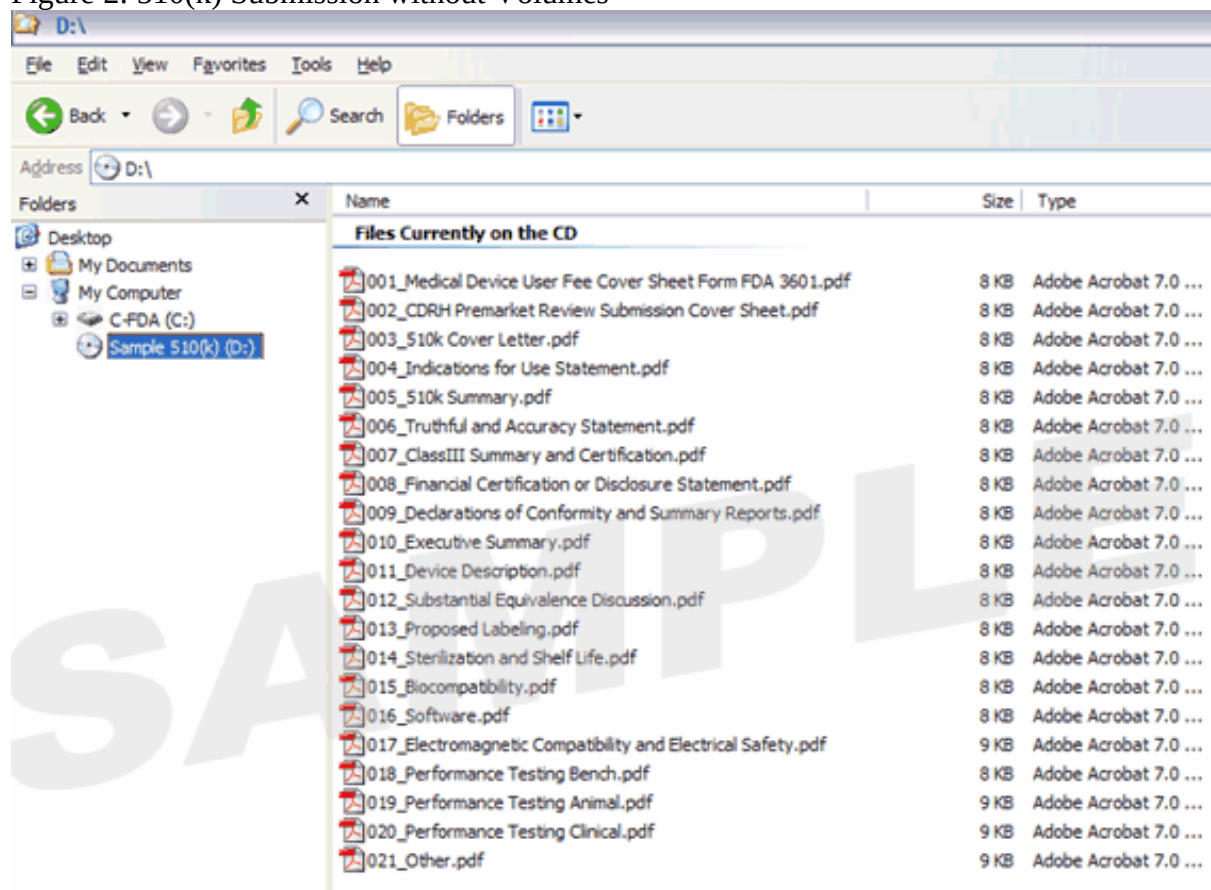 Figure 2: 510(k) Submission without Volumes
D:\
File Edit View Favorites Tools Help
Back Search Folders
Address D:\
Folders × Name Size Type
Desktop
My Documents
My Computer
C-FDA (C:)
Sample 510(k) (D:)
Files Currently on the CD
001_Medical Device User Fee Cover Sheet Form FDA 3601.pdf 8 KB Adobe Acrobat 7.0 ...
002_CDRH Premarket Review Submission Cover Sheet.pdf 8 KB Adobe Acrobat 7.0 ...
003_510k Cover Letter.pdf 8 KB Adobe Acrobat 7.0 ...
004_Indications for Use Statement.pdf 8 KB Adobe Acrobat 7.0 ...
005_510k Summary.pdf 8 KB Adobe Acrobat 7.0 ...
006_Truthful and Accuracy Statement.pdf 8 KB Adobe Acrobat 7.0 ...
007_ClassIII Summary and Certification.pdf 8 KB Adobe Acrobat 7.0 ...
008_Financial Certification or Disclosure Statement.pdf 8 KB Adobe Acrobat 7.0 ...
009_Declarations of Conformity and Summary Reports.pdf 8 KB Adobe Acrobat 7.0 ...
010_Executive Summary.pdf 8 KB Adobe Acrobat 7.0 ...
011_Device Description.pdf 8 KB Adobe Acrobat 7.0 ...
012_Substantial Equivalence Discussion.pdf 8 KB Adobe Acrobat 7.0 ...
013_Proposed Labeling.pdf 8 KB Adobe Acrobat 7.0 ...
014_Sterilization and Shelf Life.pdf 8 KB Adobe Acrobat 7.0 ...
015_Biocompatibility.pdf 8 KB Adobe Acrobat 7.0 ...
016_Software.pdf 8 KB Adobe Acrobat 7.0 ...
017_Electromagnetic Compatibility and Electrical Safety.pdf 9 KB Adobe Acrobat 7.0 ...
018_Performance Testing Bench.pdf 8 KB Adobe Acrobat 7.0 ...
019_Performance Testing Animal.pdf 9 KB Adobe Acrobat 7.0 ...
020_Performance Testing Clinical.pdf 9 KB Adobe Acrobat 7.0 ...
021_Other.pdf 9 KB Adobe Acrobat 7.0 ...
SAMPLE